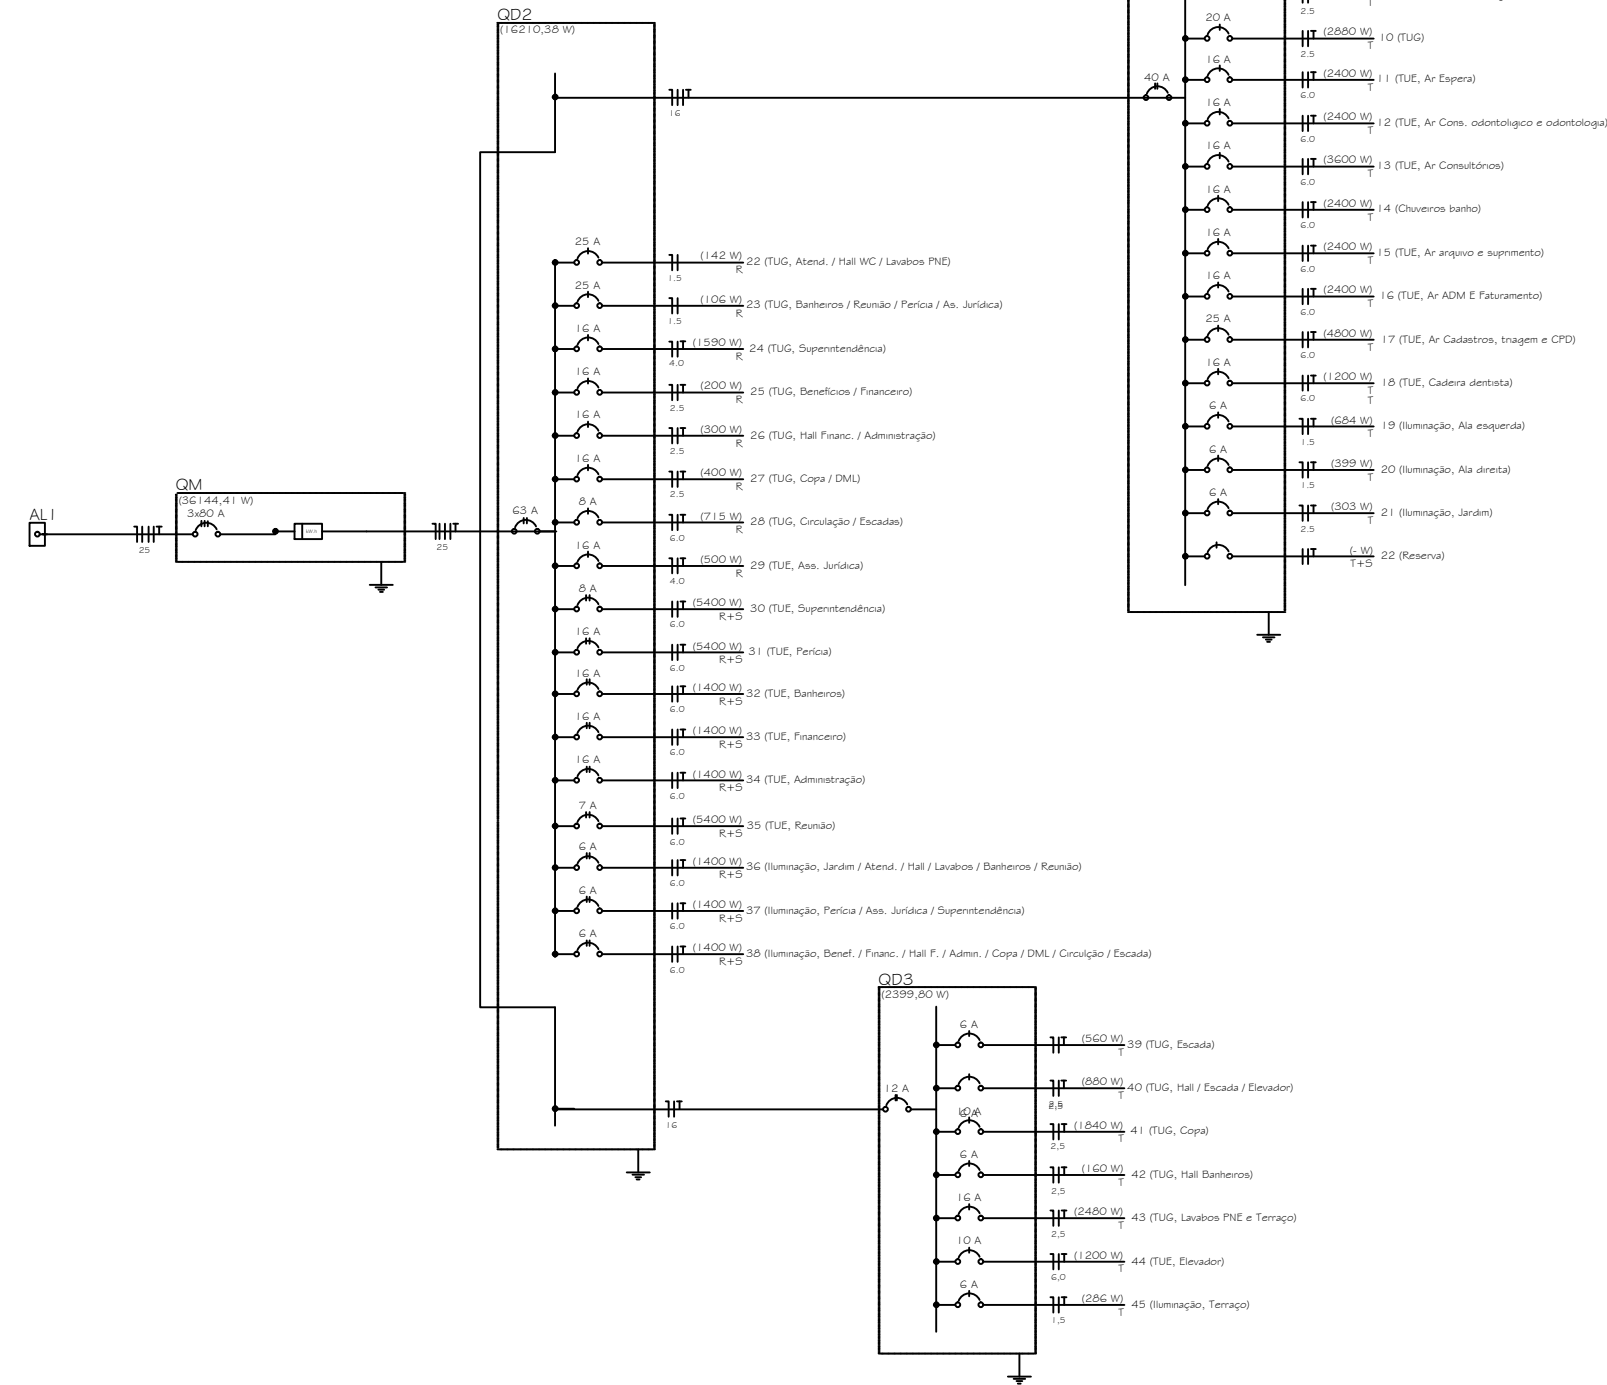 AL1
25
QM
(36144,41 W)
3x80 A
25
QD2
(16210,38 W)
63 A
16
25 A
1.5
(142 W)
R
22 (TUG, Atend. / Hall WC / Lavabos PNE)
25 A
1.5
(106 W)
R
23 (TUG, Banheiros / Reunião / Perícia / As. Jurídica)
16 A
4.0
(1590 W)
R
24 (TUG, Superintendência)
16 A
2.5
(200 W)
R
25 (TUG, Benefícios / Financeiro)
16 A
2.5
(300 W)
R
26 (TUG, Hall Financ. / Administração)
16 A
2.5
(400 W)
R
27 (TUG, Copa / DML)
8 A
6.0
(715 W)
R
28 (TUG, Circulação / Escadas)
16 A
4.0
(500 W)
R
29 (TUE, Ass. Jurídica)
8 A
6.0
(5400 W)
R+S
30 (TUE, Superintendência)
16 A
6.0
(5400 W)
R+S
31 (TUE, Perícia)
16 A
6.0
(1400 W)
R+S
32 (TUE, Banheiros)
16 A
6.0
(1400 W)
R+S
33 (TUE, Financeiro)
16 A
6.0
(1400 W)
R+S
34 (TUE, Administração)
7 A
6.0
(5400 W)
R+S
35 (TUE, Reunião)
6 A
6.0
(1400 W)
R+S
36 (Iluminação, Jardim / Atend. / Hall / Lavabos / Banheiros / Reunião)
6 A
6.0
(1400 W)
R+S
37 (Iluminação, Perícia / Ass. Jurídica / Superintendência)
6 A
6.0
(1400 W)
R+S
38 (Iluminação, Benef. / Financ. / Hall F. / Admin. / Copa / DML / Circulção / Escada)
16
40 A
2.5
T
20 A
2.5
(2880 W)
T
10 (TUG)
16 A
6.0
(2400 W)
T
11 (TUE, Ar Espera)
16 A
6.0
(2400 W)
T
12 (TUE, Ar Cons. odontoligico e odontologia)
16 A
6.0
(3600 W)
T
13 (TUE, Ar Consultórios)
16 A
6.0
(2400 W)
T
14 (Chuveiros banho)
16 A
6.0
(2400 W)
T
15 (TUE, Ar arquivo e suprimento)
16 A
6.0
(2400 W)
T
16 (TUE, Ar ADM E Faturamento)
25 A
6.0
(4800 W)
T
17 (TUE, Ar Cadastros, triagem e CPD)
16 A
6.0
(1200 W)
T
T
18 (TUE, Cadeira dentista)
6 A
1.5
(684 W)
T
19 (Iluminação, Ala esquerda)
6 A
1.5
(399 W)
T
20 (Iluminação, Ala direita)
6 A
2.5
(303 W)
T
21 (Iluminação, Jardim)
(- W)
T+S
22 (Reserva)
QD3
(2399,80 W)
12 A
6 A
(560 W)
T
39 (TUG, Escada)
(880 W)
T
40 (TUG, Hall / Escada / Elevador)
2,5
(1840 W)
T
41 (TUG, Copa)
6 A
2,5
(160 W)
T
42 (TUG, Hall Banheiros)
16 A
2,5
(2480 W)
T
43 (TUG, Lavabos PNE e Terraço)
10 A
6,0
(1200 W)
T
44 (TUE, Elevador)
6 A
1,5
(286 W)
T
45 (Iluminação, Terraço)